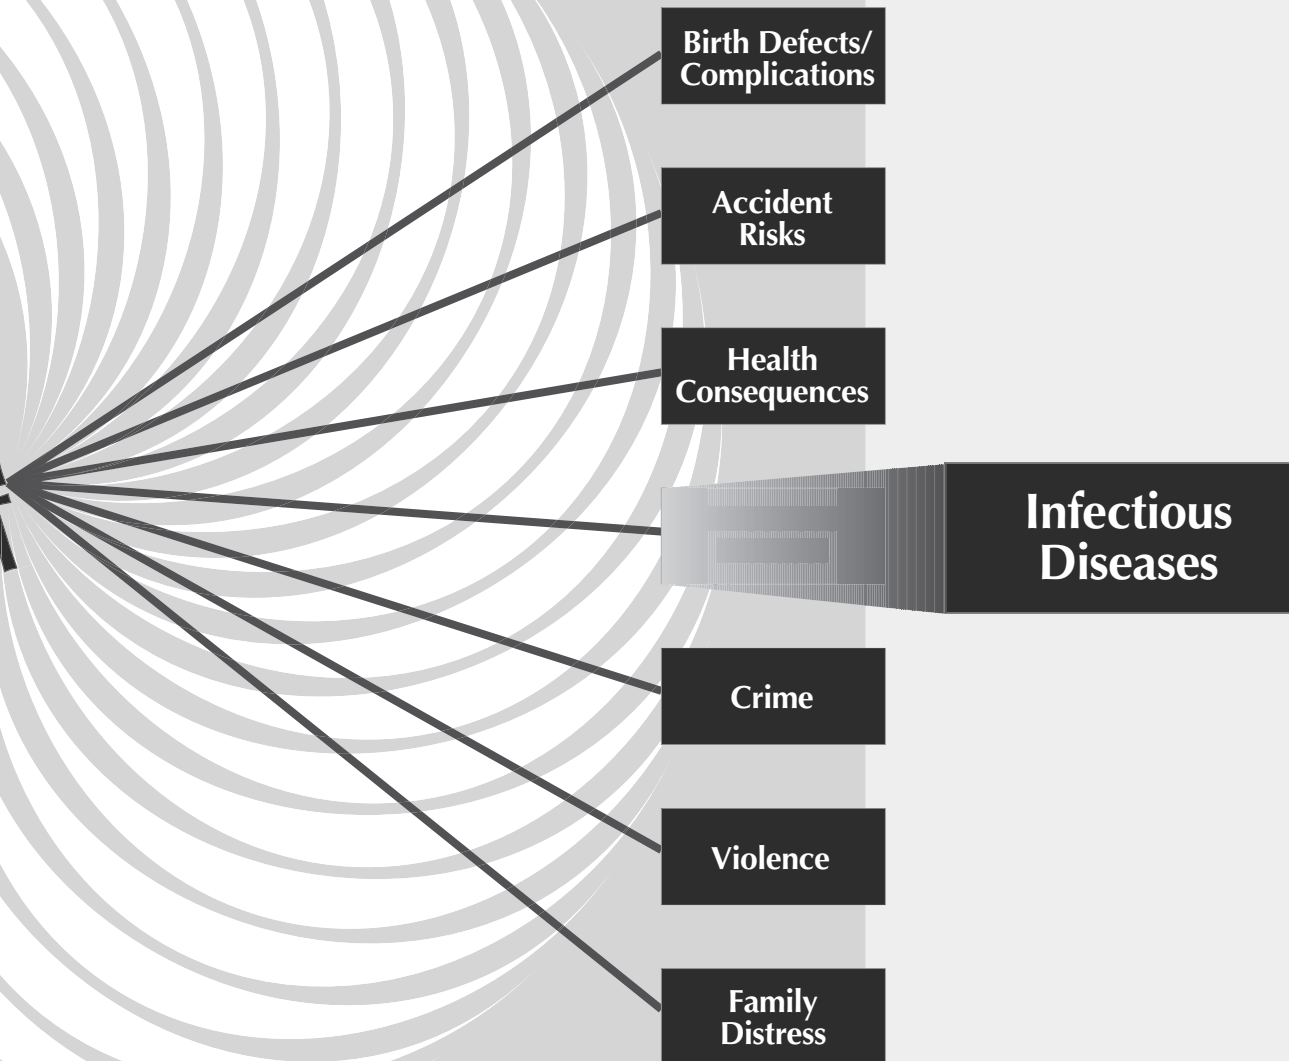 Birth Defects/
Complications
Accident
Risks
Health
Consequences
Infectious
Diseases
Crime
Violence
Family
Distress